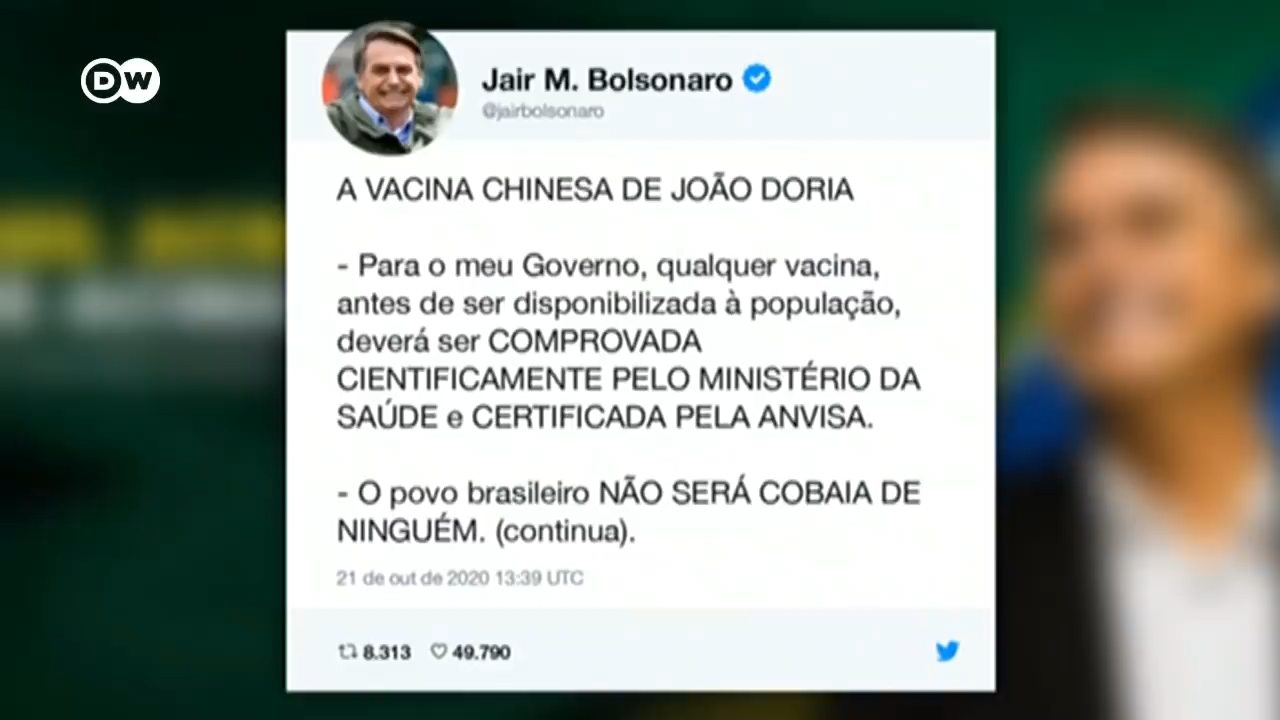 DW
Jair M. Bolsonaro
@jairbolsonaro
A VACINA CHINESA DE JOÃO DORIA
- Para o meu Governo, qualquer vacina,
antes de ser disponibilizada à população,
deverá ser COMPROVADA
CIENTIFICAMENTE PELO MINISTÉRIO DA
SAÚDE e CERTIFICADA PELA ANVISA.
- O povo brasileiro NÃO SERÁ COBAIA DE
NINGUÉM. (continua).
21 de out de 2020 13:39 UTC
8.313 49.790